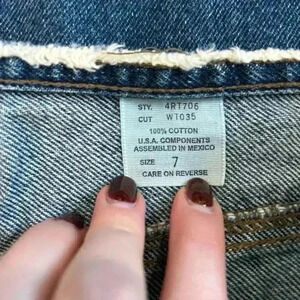 STY. 4RT706
CUT WT035
100% COTTON
U.S.A. COMPONENTS
ASSEMBLED IN MEXICO
SIZE 7
CARE ON REVERSE